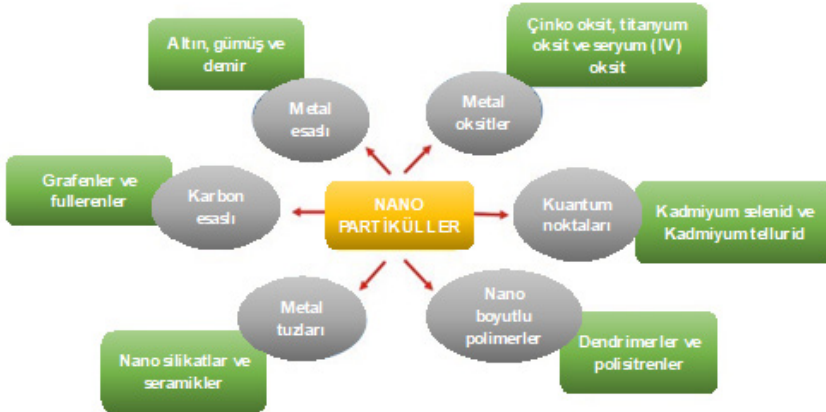 Altın, gümüş ve
demir
Metal
esaslı
Çinko oksit, titanyum
oksit ve seryum (IV)
oksit
Metal
oksitler
Grafenler ve
fullerenler
Karbon
esaslı
NANO
PARTİKÜLLER
Kuantum
noktaları
Kadmiyum selenid ve
Kadmiyum tellurid
Metal
tuzları
Nano silikatlar ve
seramikler
Nano
boyutlu
polimerler
Dendrimerler ve
polisitrenler